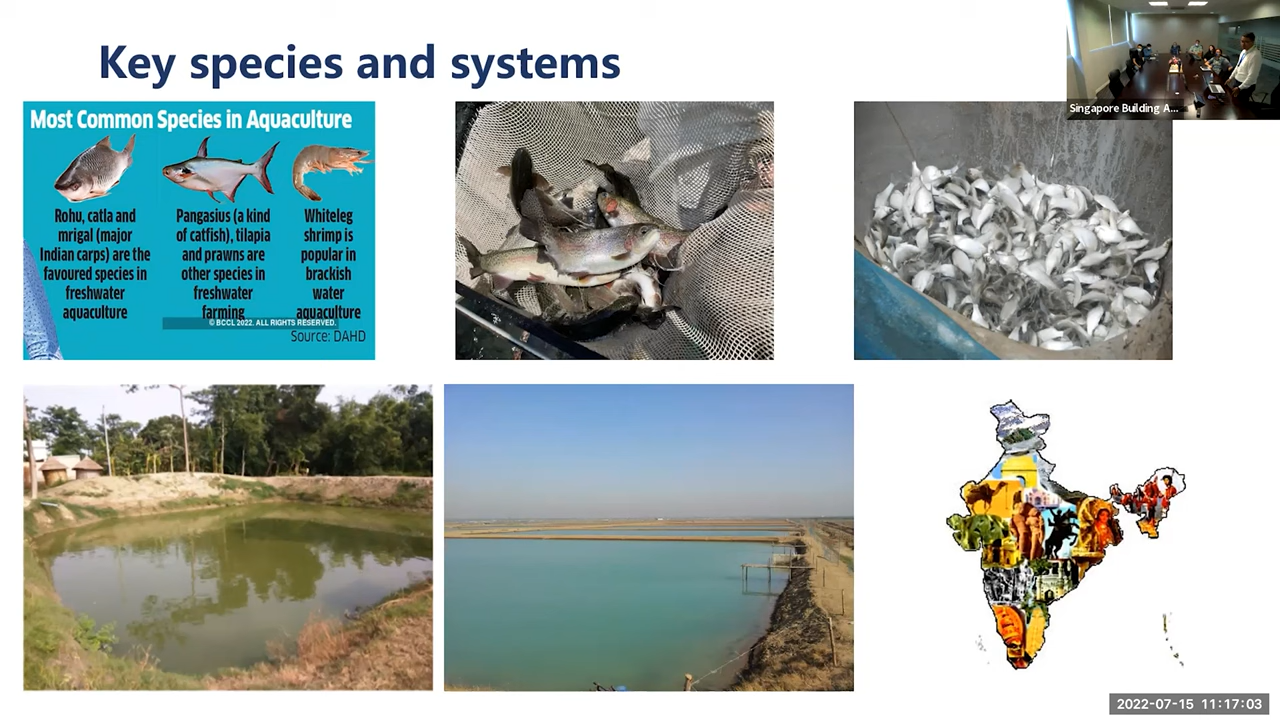 Key species and systems
Singapore Building A...
Most Common Species in Aquaculture
Rohu, catla and
mrigal (major
Indian carps) are the
favoured species in
freshwater
aquaculture
Pangasius (a kind
of catfish), tilapia
and prawns are
other species in
freshwater
farming
Whiteleg
shrimp is
popular in
brackish
water
aquaculture
© BCCL 2022. ALL RIGHTS RESERVED.
Source: DAHD
2022-07-15 11:17:03